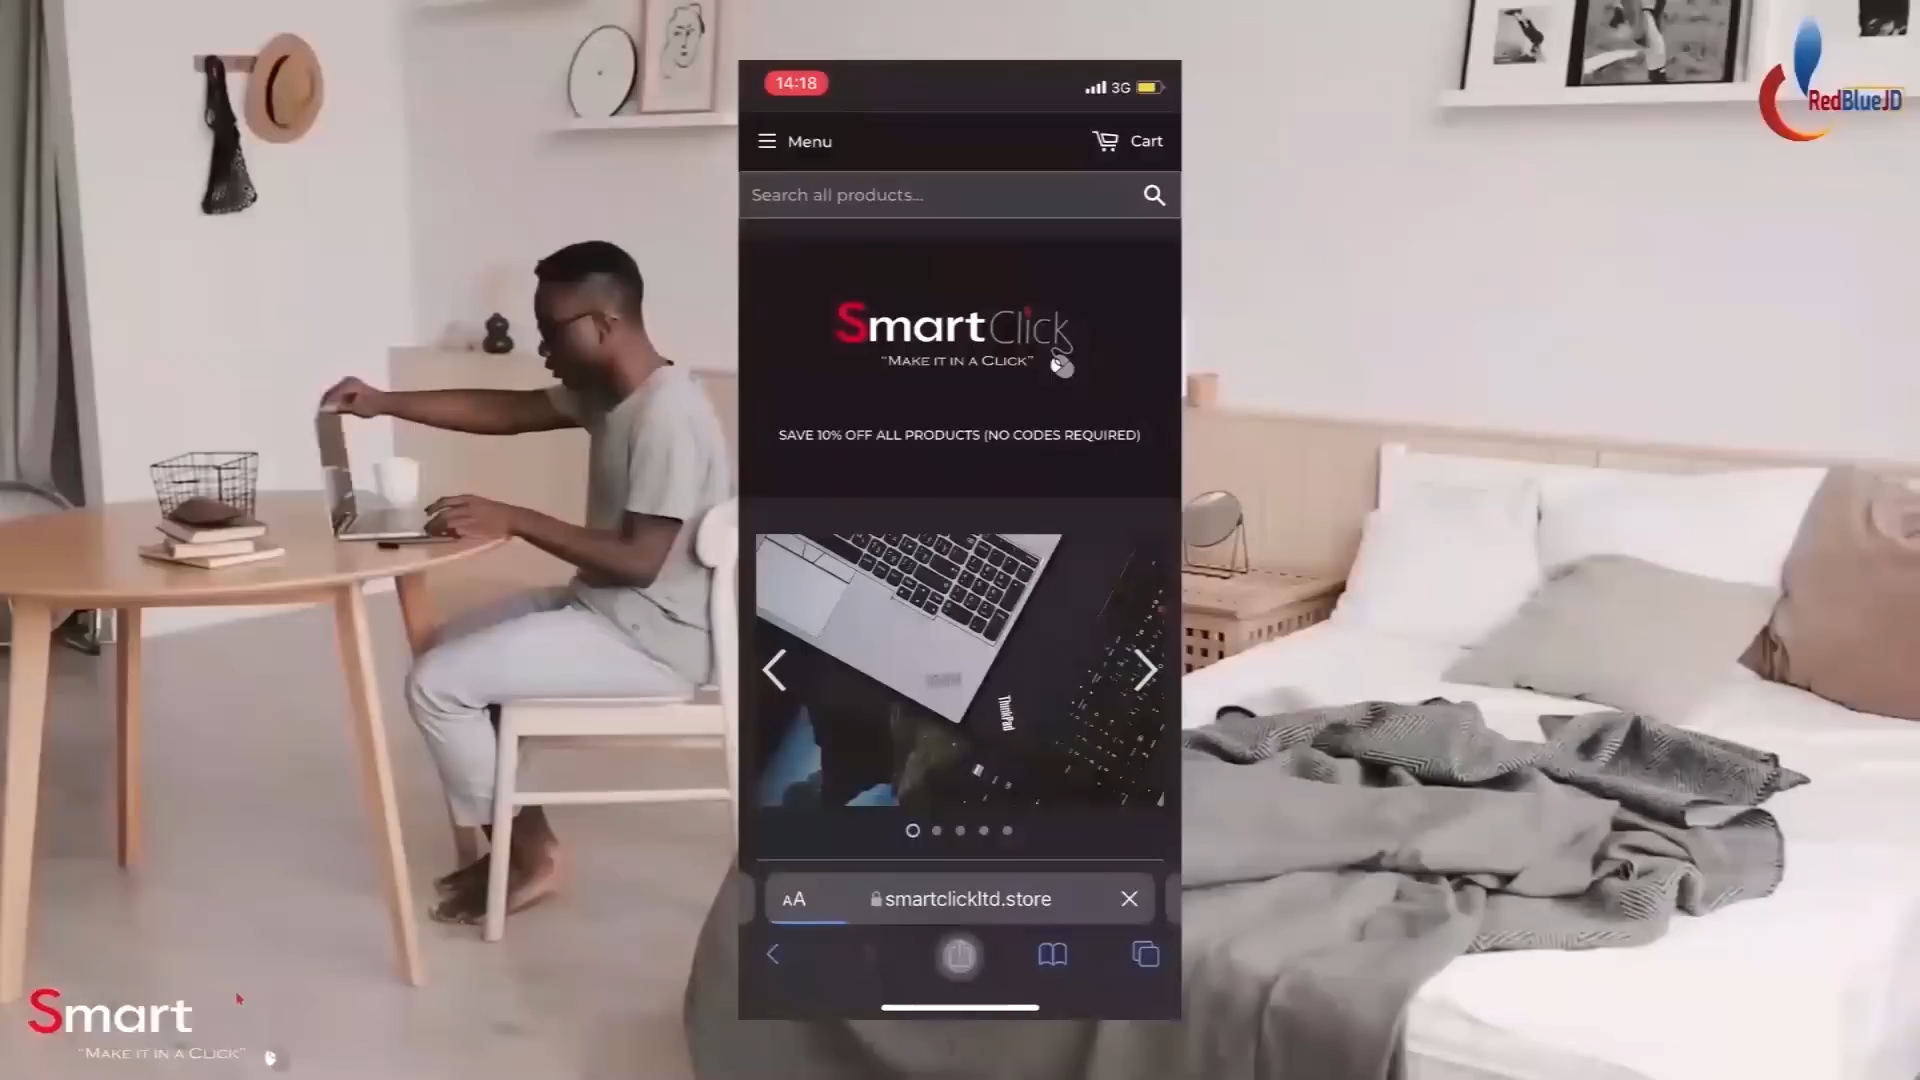 14:18
3G
Menu
Cart
Search all products...
SmartClick
"MAKE IT IN A CLICK"
SAVE 10% OFF ALL PRODUCTS (NO CODES REQUIRED)
ThinkPad
AA
smartclickltd.store
RedBlueJD
Smart
"MAKE IT IN A CLICK"